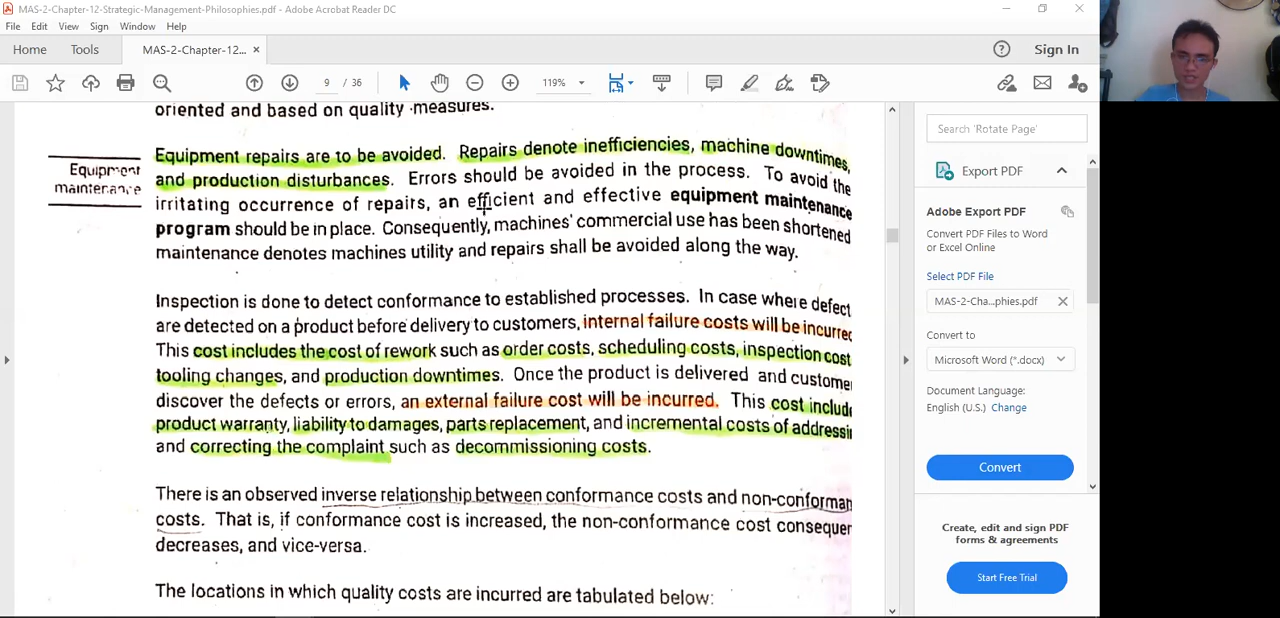 MAS-2-Chapter-12-Strategic-Management-Philosophies.pdf - Adobe Acrobat Reader DC
File Edit View Sign Window Help
Home Tools MAS-2-Chapter-12... × Sign In
9 / 36 119%
oriented and based on quality measures.
Equipment repairs are to be avoided. Repairs denote inefficiencies, machine downtimes,
Equipment
maintenance
and production disturbances. Errors should be avoided in the process. To avoid the
irritating occurrence of repairs, an efficient and effective equipment maintenance
program should be in place. Consequently, machines' commercial use has been shortened
maintenance denotes machines utility and repairs shall be avoided along the way.
Inspection is done to detect conformance to established processes. In case where defect
are detected on a product before delivery to customers, internal failure costs will be incurred
This cost includes the cost of rework such as order costs, scheduling costs, inspection cost
tooling changes, and production downtimes. Once the product is delivered and custome
discover the defects or errors, an external failure cost will be incurred. This cost include
product warranty, liability to damages, parts replacement, and incremental costs of addressi
and correcting the complaint such as decommissioning costs.
There is an observed inverse relationship between conformance costs and non-conforman
costs. That is, if conformance cost is increased, the non-conformance cost consequen
decreases, and vice-versa.
The locations in which quality costs are incurred are tabulated below:
Search 'Rotate Page'
Export PDF
Adobe Export PDF
Convert PDF Files to Word
or Excel Online
Select PDF File
MAS-2-Cha...phies.pdf ×
Convert to
Microsoft Word (*.docx)
Document Language:
English (U.S.) Change
Convert
Create, edit and sign PDF
forms & agreements
Start Free Trial